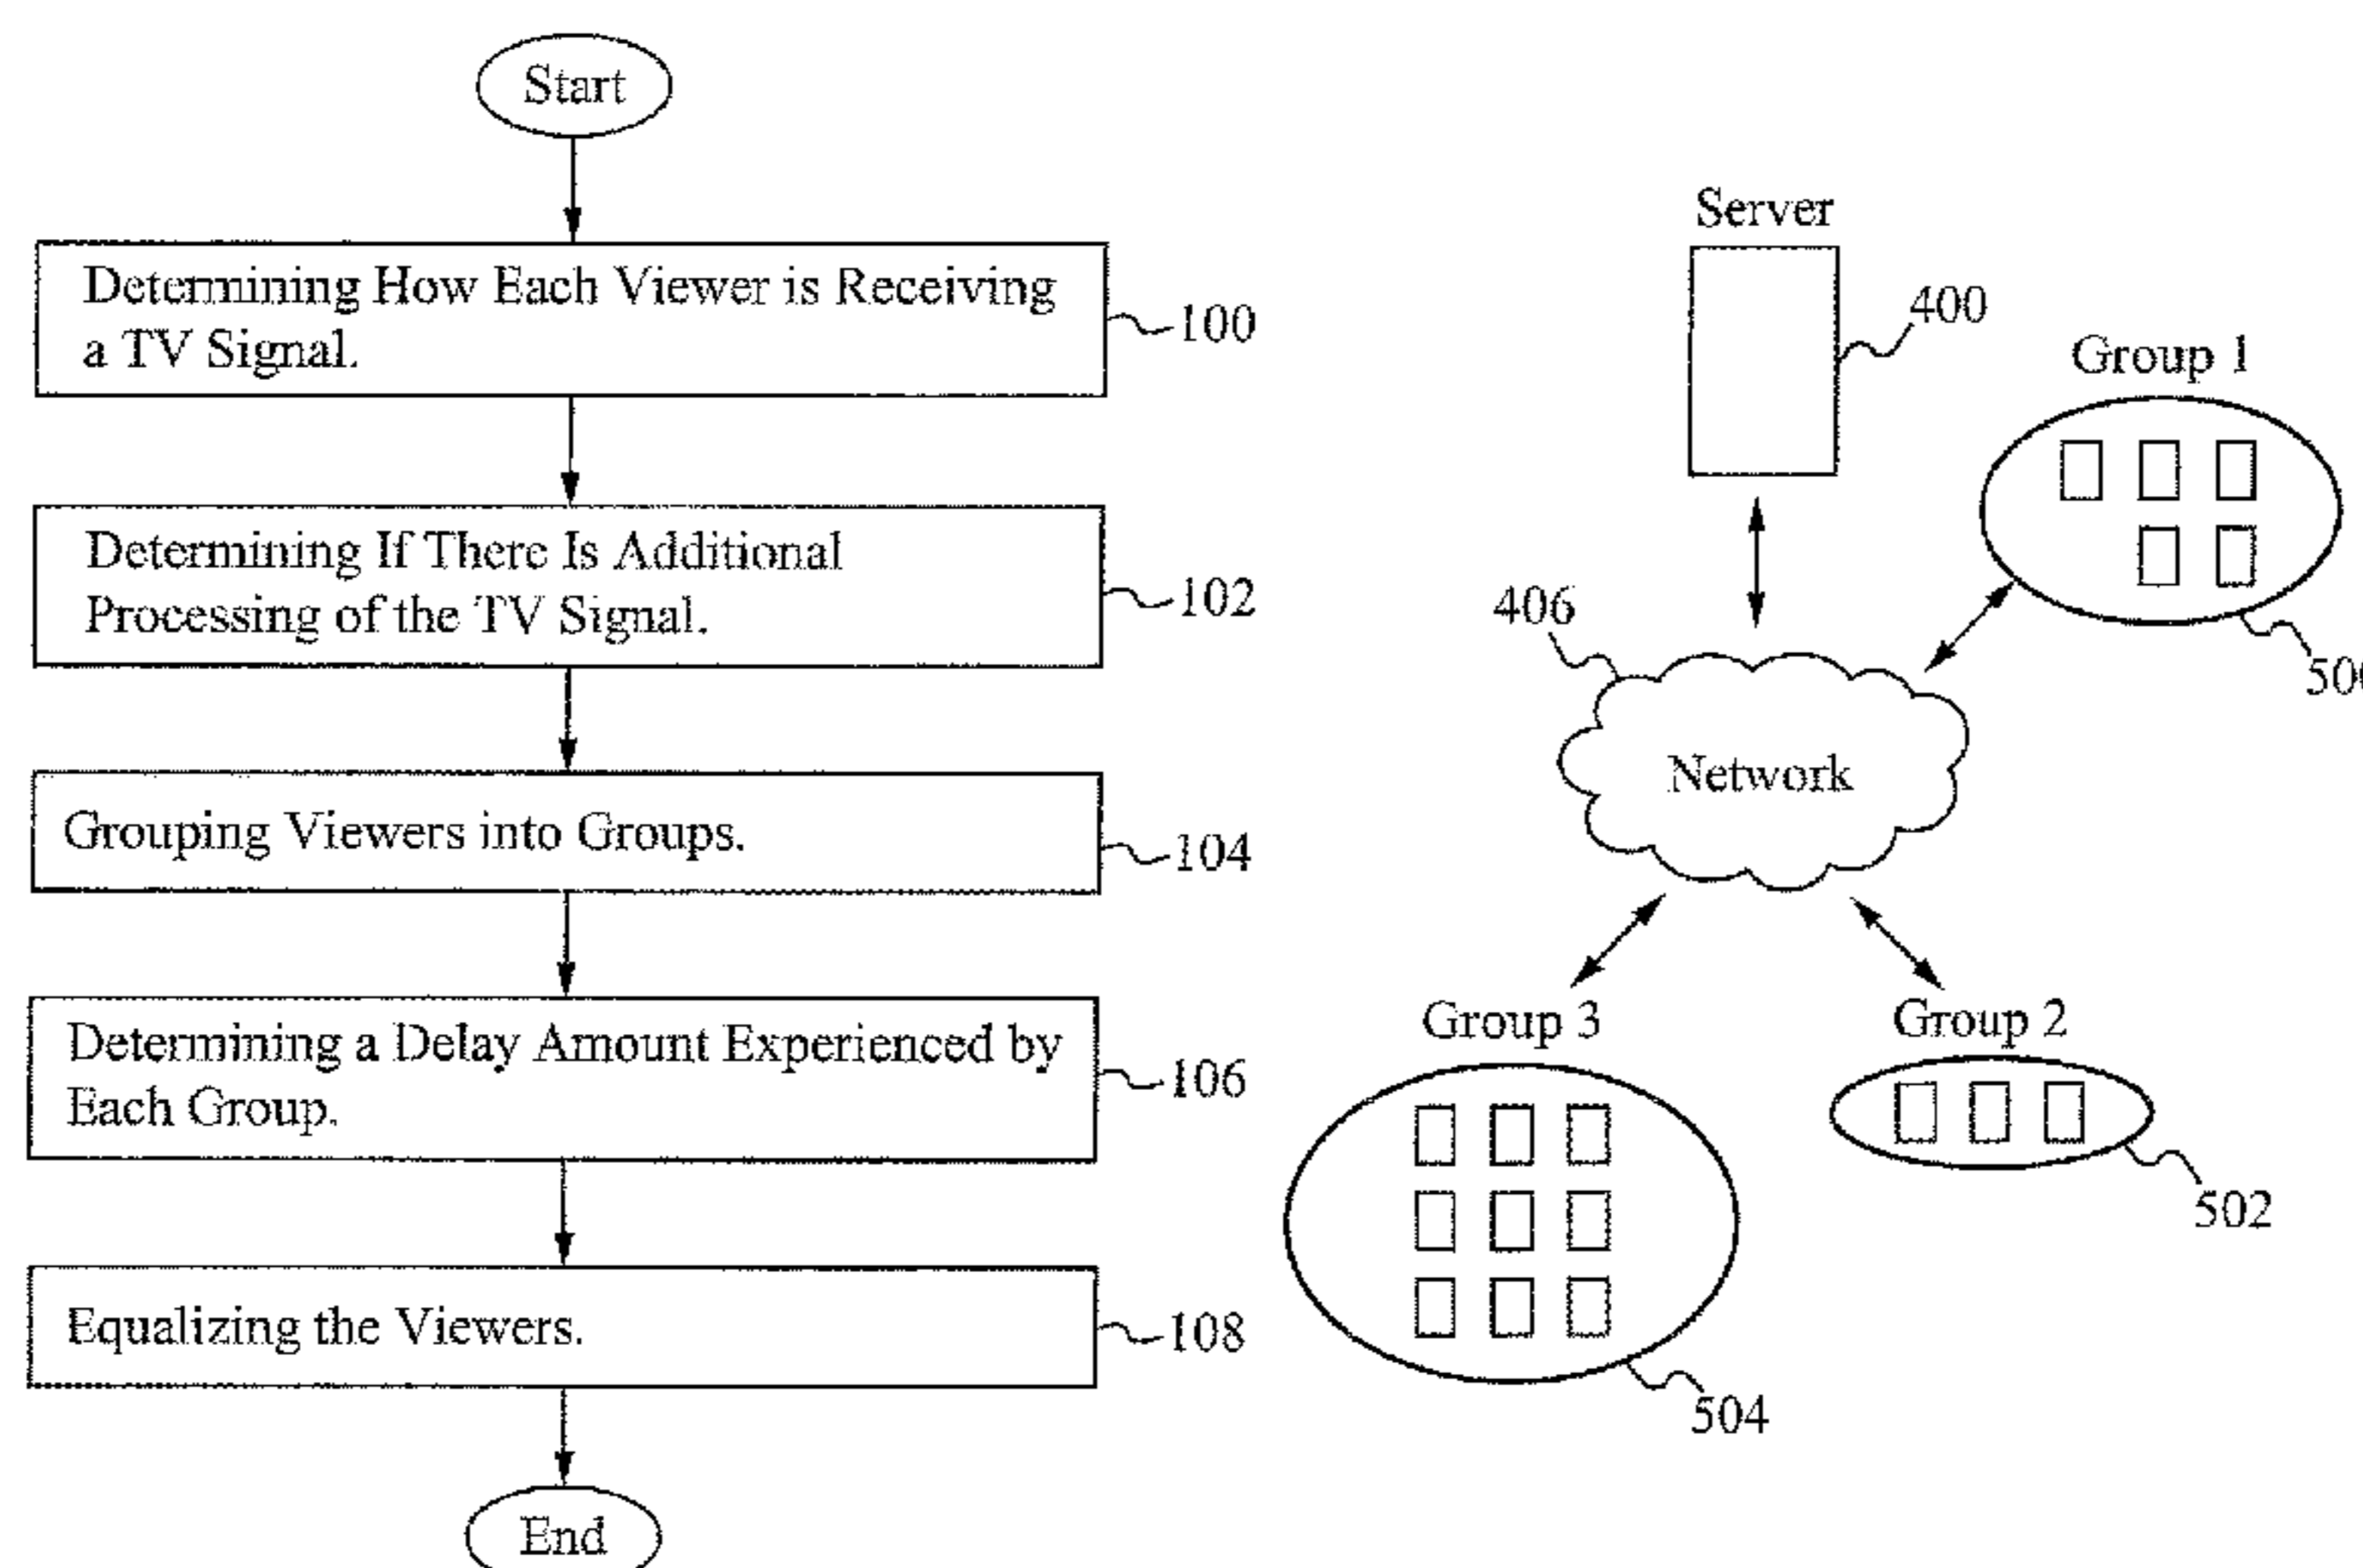 Start
Determining How Each Viewer is Receiving
a TV Signal.
100
Determining If There Is Additional
Processing of the TV Signal.
102
Grouping Viewers into Groups.
104
Determining a Delay Amount Experienced by
Each Group.
106
Equalizing the Viewers.
108
End
Server
400
Group 1
406
Network
Group 3
Group 2
502
504